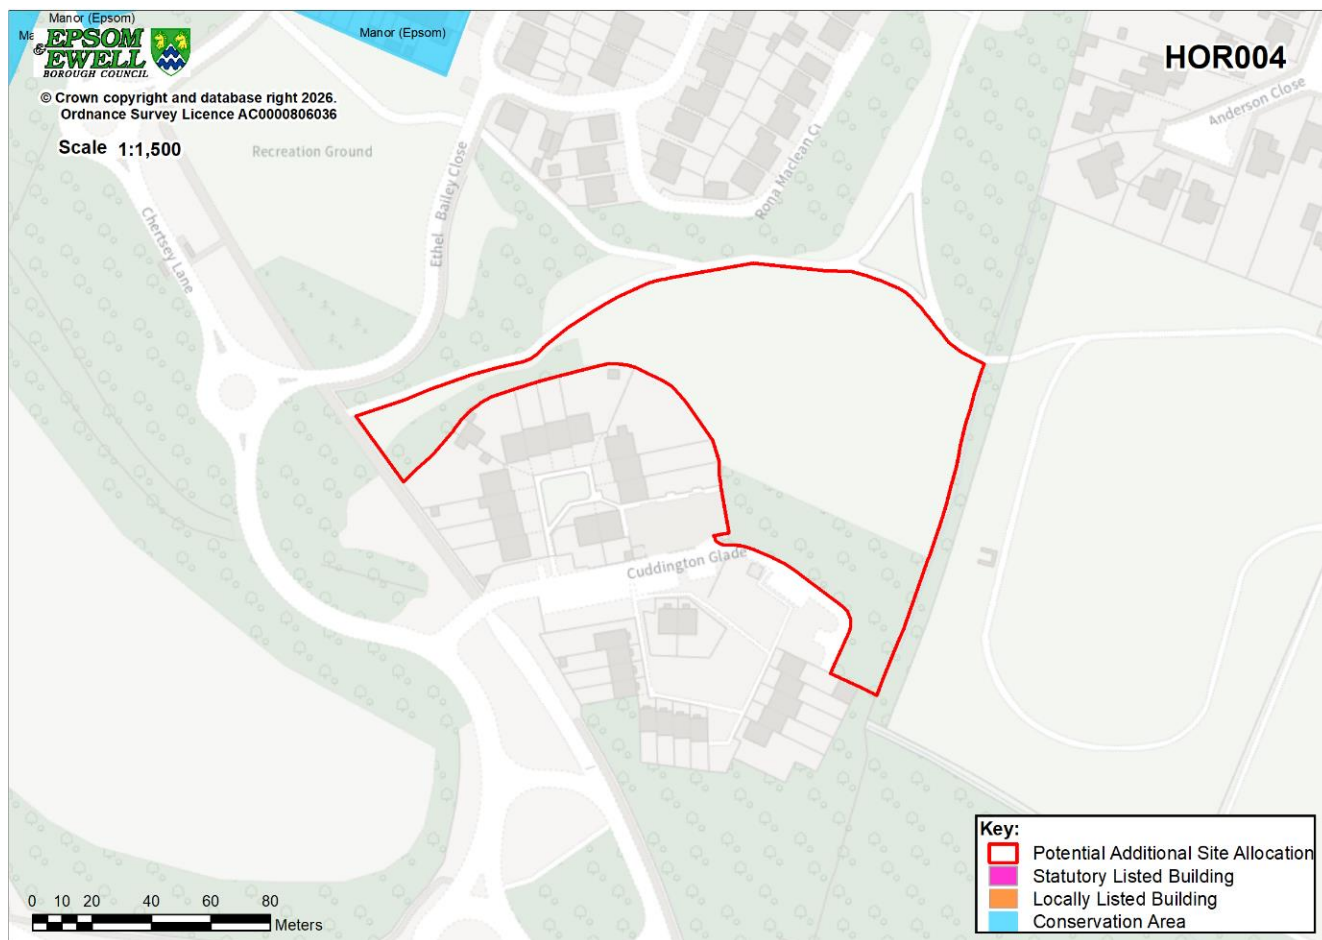 Manor (Epsom)
Ma
Manor (Epsom)
EPSOM
& EWELL
BOROUGH COUNCIL
HOR004
© Crown copyright and database right 2026.
Ordnance Survey Licence AC0000806036
Scale 1:1,500
Recreation Ground
Anderson Close
Rona Maclean Cl
Ethel Bailey Close
Chertsey Lane
Cuddington Glade
Key:
Potential Additional Site Allocation
Statutory Listed Building
Locally Listed Building
Conservation Area
0 10 20 40 60 80
Meters